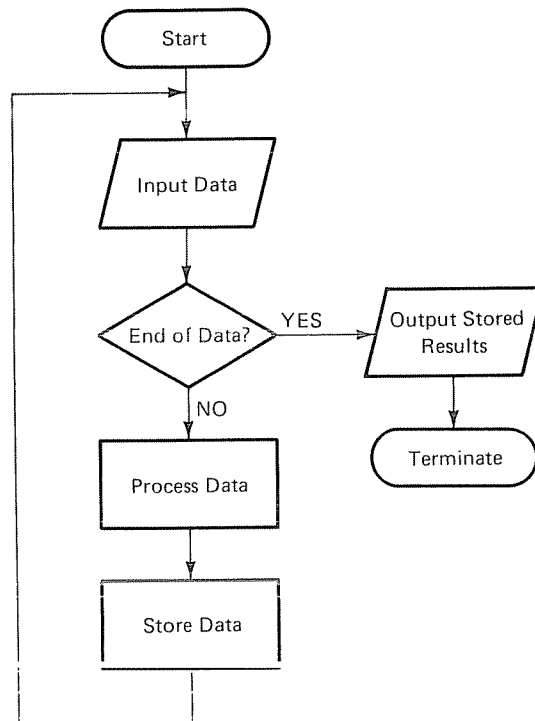 Start
Input Data
End of Data?
YES
Output Stored
Results
NO
Terminate
Process Data
Store Data